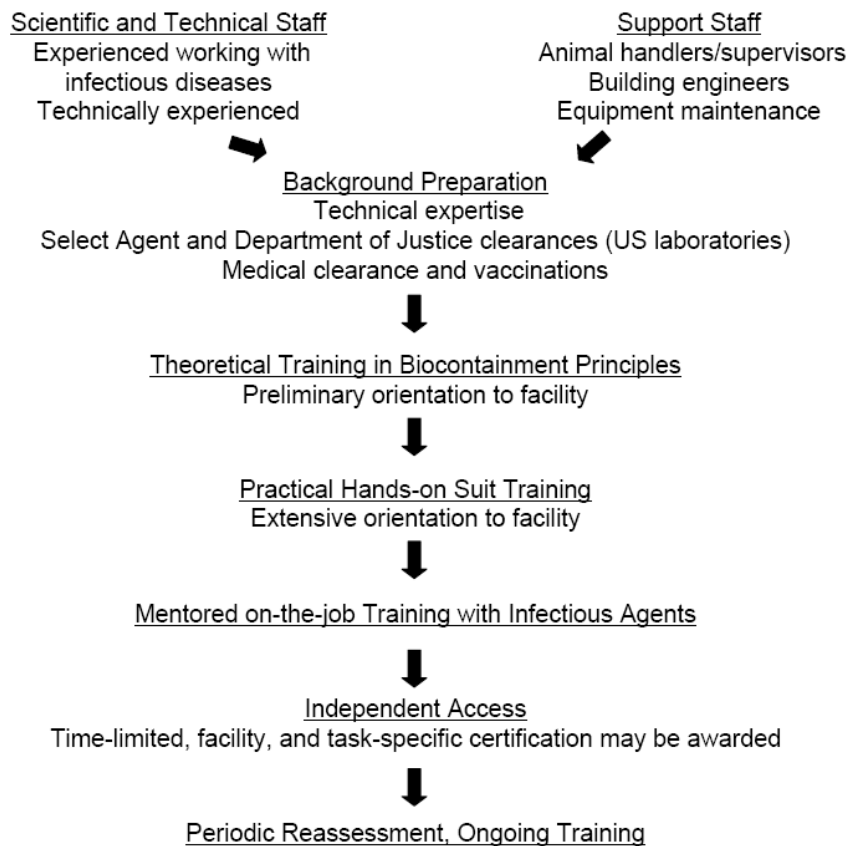 Scientific and Technical Staff
Experienced working with
infectious diseases
Technically experienced
Support Staff
Animal handlers/supervisors
Building engineers
Equipment maintenance
Background Preparation
Technical expertise
Select Agent and Department of Justice clearances (US laboratories)
Medical clearance and vaccinations
Theoretical Training in Biocontainment Principles
Preliminary orientation to facility
Practical Hands-on Suit Training
Extensive orientation to facility
Mentored on-the-job Training with Infectious Agents
Independent Access
Time-limited, facility, and task-specific certification may be awarded
Periodic Reassessment, Ongoing Training